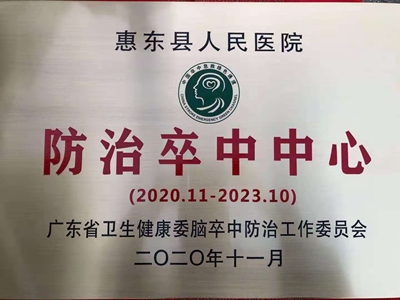 惠东县人民医院
防治卒中中心
(2020.11-2023.10)
广东省卫生健康委脑卒中防治工作委员会
二〇二〇年十一月